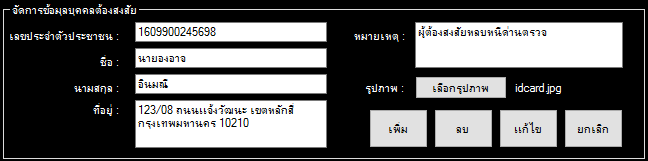 จัดการข้อมูลบุคคลต้องสงสัย
เลขประจำตัวประชาชน : 1609900245698
ชื่อ : นายองอาจ
นามสกุล : อินมณี
ที่อยู่ : 123/08 ถนนแจ้งวัฒนะ เขตหลักสี่
กรุงเทพมหานคร 10210
หมายเหตุ : ผู้ต้องสงสัยหลบหนีด่านตรวจ
รูปภาพ : เลือกรูปภาพ idcard.jpg
เพิ่ม ลบ แก้ไข ยกเลิก